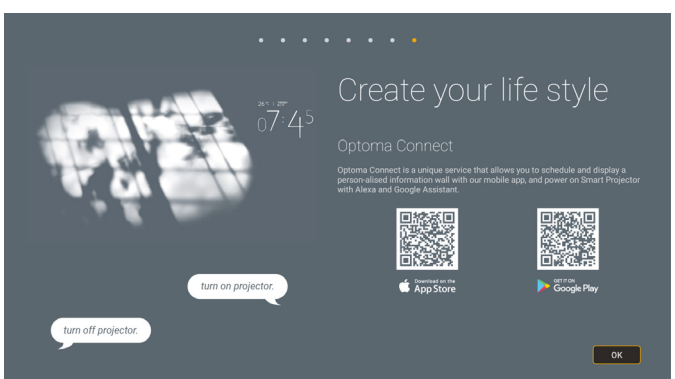 Create your life style
07:45
Optoma Connect
Optoma Connect is a unique service that allows you to schedule and display a
person-alised information wall with our mobile app, and power on Smart Projector
with Alexa and Google Assistant.
turn on projector.
Download on the
App Store
GET IT ON
Google Play
turn off projector.
OK